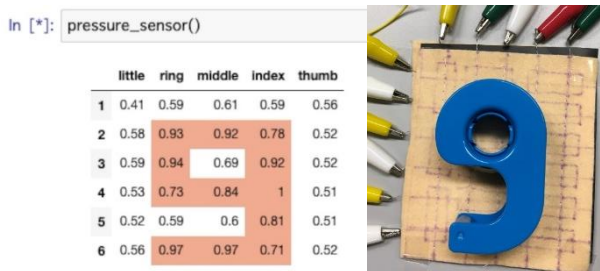 In [*]: pressure_sensor()
little ring middle index thumb
1 0.41 0.59 0.61 0.59 0.56
2 0.58 0.93 0.92 0.78 0.52
3 0.59 0.94 0.69 0.92 0.52
4 0.53 0.73 0.84 1 0.51
5 0.52 0.59 0.6 0.81 0.51
6 0.56 0.97 0.97 0.71 0.52